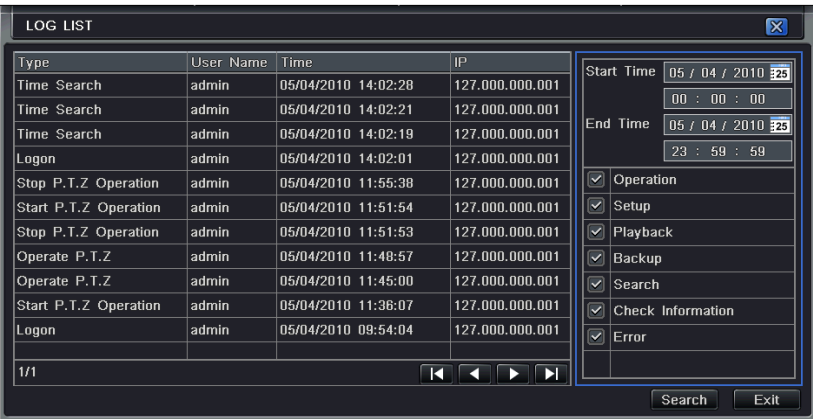 LOG LIST
Type User Name Time IP
Time Search admin 05/04/2010 14:02:28 127.000.000.001
Time Search admin 05/04/2010 14:02:21 127.000.000.001
Time Search admin 05/04/2010 14:02:19 127.000.000.001
Logon admin 05/04/2010 14:02:01 127.000.000.001
Stop P.T.Z Operation admin 05/04/2010 11:55:38 127.000.000.001
Start P.T.Z Operation admin 05/04/2010 11:51:54 127.000.000.001
Stop P.T.Z Operation admin 05/04/2010 11:51:53 127.000.000.001
Operate P.T.Z admin 05/04/2010 11:48:57 127.000.000.001
Operate P.T.Z admin 05/04/2010 11:45:00 127.000.000.001
Start P.T.Z Operation admin 05/04/2010 11:36:07 127.000.000.001
Logon admin 05/04/2010 09:54:04 127.000.000.001
1/1
Start Time 05 / 04 / 2010 25
00 : 00 : 00
End Time 05 / 04 / 2010 25
23 : 59 : 59
Operation
Setup
Playback
Backup
Search
Check Information
Error
Search Exit